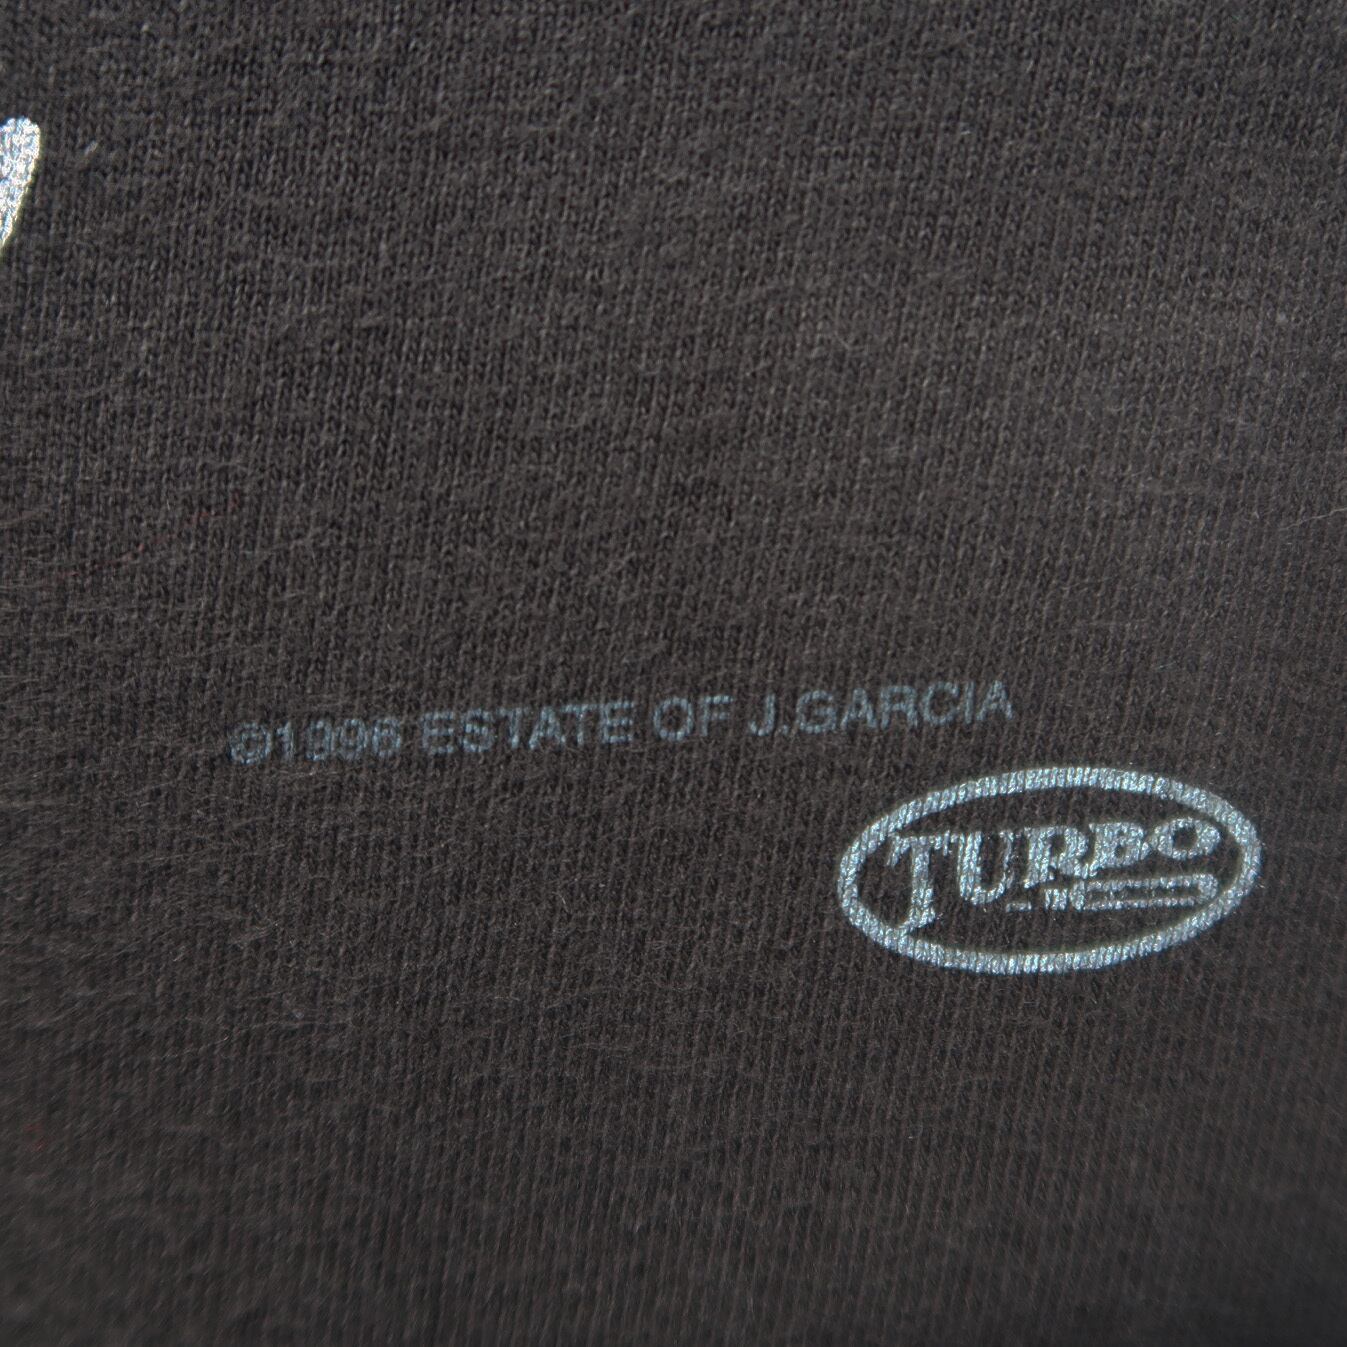 ©1996 ESTATE OF J.GARCIA
TURBO